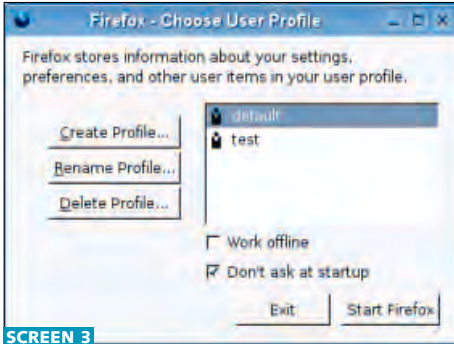 Firefox - Choose User Profile
Firefox stores information about your settings,
preferences, and other user items in your user profile.
Create Profile...
Rename Profile...
Delete Profile...
default
test
Work offline
Don't ask at startup
Exit
Start Firefox
SCREEN 3